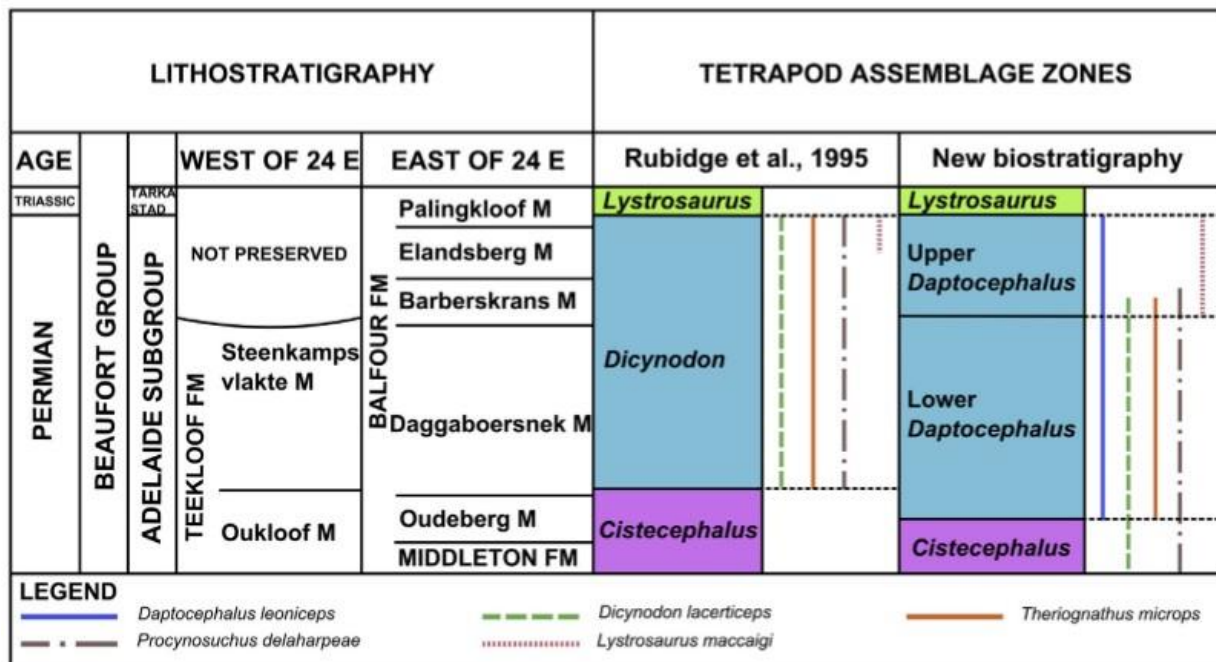 LITHOSTRATIGRAPHY
TETRAPOD ASSEMBLAGE ZONES
AGE
WEST OF 24 E
EAST OF 24 E
Rubidge et al., 1995
New biostratigraphy
TRIASSIC
PERMIAN
BEAUFORT GROUP
TARKA
STAD
ADELAIDE SUBGROUP
NOT PRESERVED
TEEKLOOF FM
Steenkamps
vlakte M
Oukloof M
BALFOUR FM
Palingkloof M
Elandsberg M
Barberskrans M
Daggaboersnek M
Oudeberg M
MIDDLETON FM
Lystrosaurus
Dicynodon
Cistecephalus
Lystrosaurus
Upper
Daptocephalus
Lower
Daptocephalus
Cistecephalus
LEGEND
Daptocephalus leoniceps
Dicynodon lacerticeps
Theriognathus microps
Procynosuchus delaharpeae
Lystrosaurus maccaigi